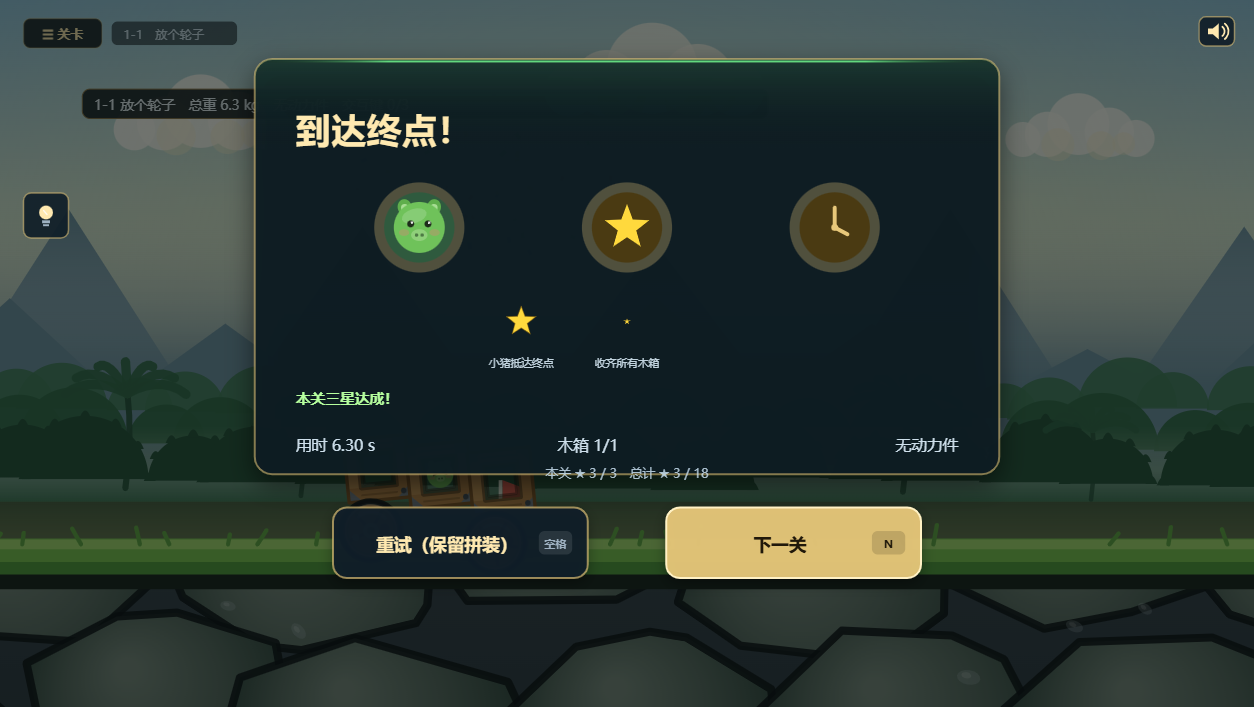 ☰ 关卡
1-1 放个轮子
1-1 放个轮子 总重 6.3 kg
到达终点!
小猪抵达终点
收齐所有木箱
本关三星达成!
用时 6.30 s
木箱 1/1
无动力件
本关 ★ 3 / 3 总计 ★ 3 / 18
重试（保留拼装） 空格
下一关 N